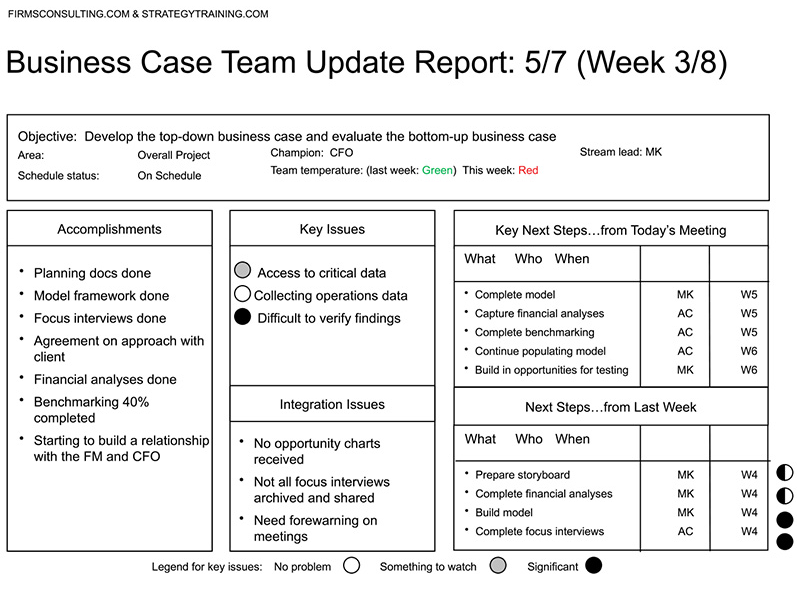 FIRMSCONSULTING.COM & STRATEGYTRAINING.COM
Business Case Team Update Report: 5/7 (Week 3/8)
Objective: Develop the top-down business case and evaluate the bottom-up business case
Area: Overall Project Champion: CFO Stream lead: MK
Schedule status: On Schedule Team temperature: (last week: Green) This week: Red
Accomplishments
• Planning docs done
• Model framework done
• Focus interviews done
• Agreement on approach with
client
• Financial analyses done
• Benchmarking 40%
completed
• Starting to build a relationship
with the FM and CFO
Key Issues
Access to critical data
Collecting operations data
Difficult to verify findings
Integration Issues
• No opportunity charts
received
• Not all focus interviews
archived and shared
• Need forewarning on
meetings
Key Next Steps…from Today's Meeting
What Who When
• Complete model MK W5
• Capture financial analyses AC W5
• Complete benchmarking AC W5
• Continue populating model AC W6
• Build in opportunities for testing MK W6
Next Steps…from Last Week
What Who When
• Prepare storyboard MK W4
• Complete financial analyses MK W4
• Build model MK W4
• Complete focus interviews AC W4
Legend for key issues: No problem Something to watch Significant